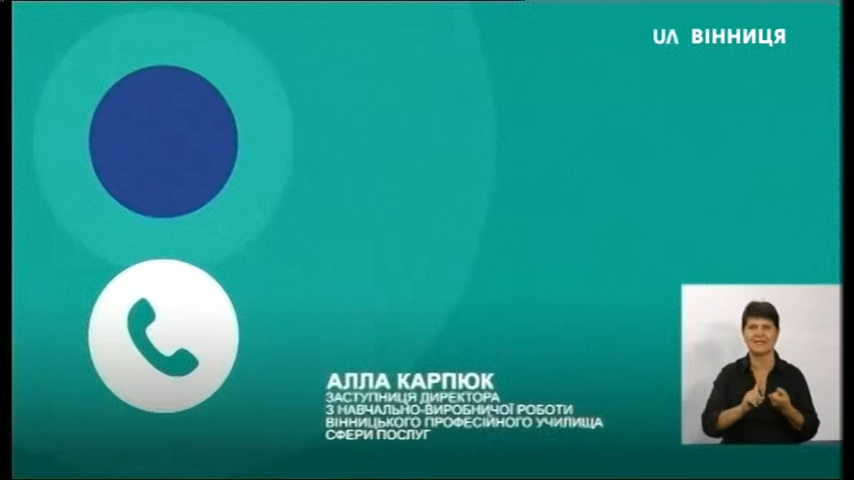 UA ВІННИЦЯ
АЛЛА КАРПЮК
ЗАСТУПНИЦЯ ДИРЕКТОРА
З НАВЧАЛЬНО-ВИРОБНИЧОЇ РОБОТИ
ВІННИЦЬКОГО ПРОФЕСІЙНОГО УЧИЛИЩА
СФЕРИ ПОСЛУГ